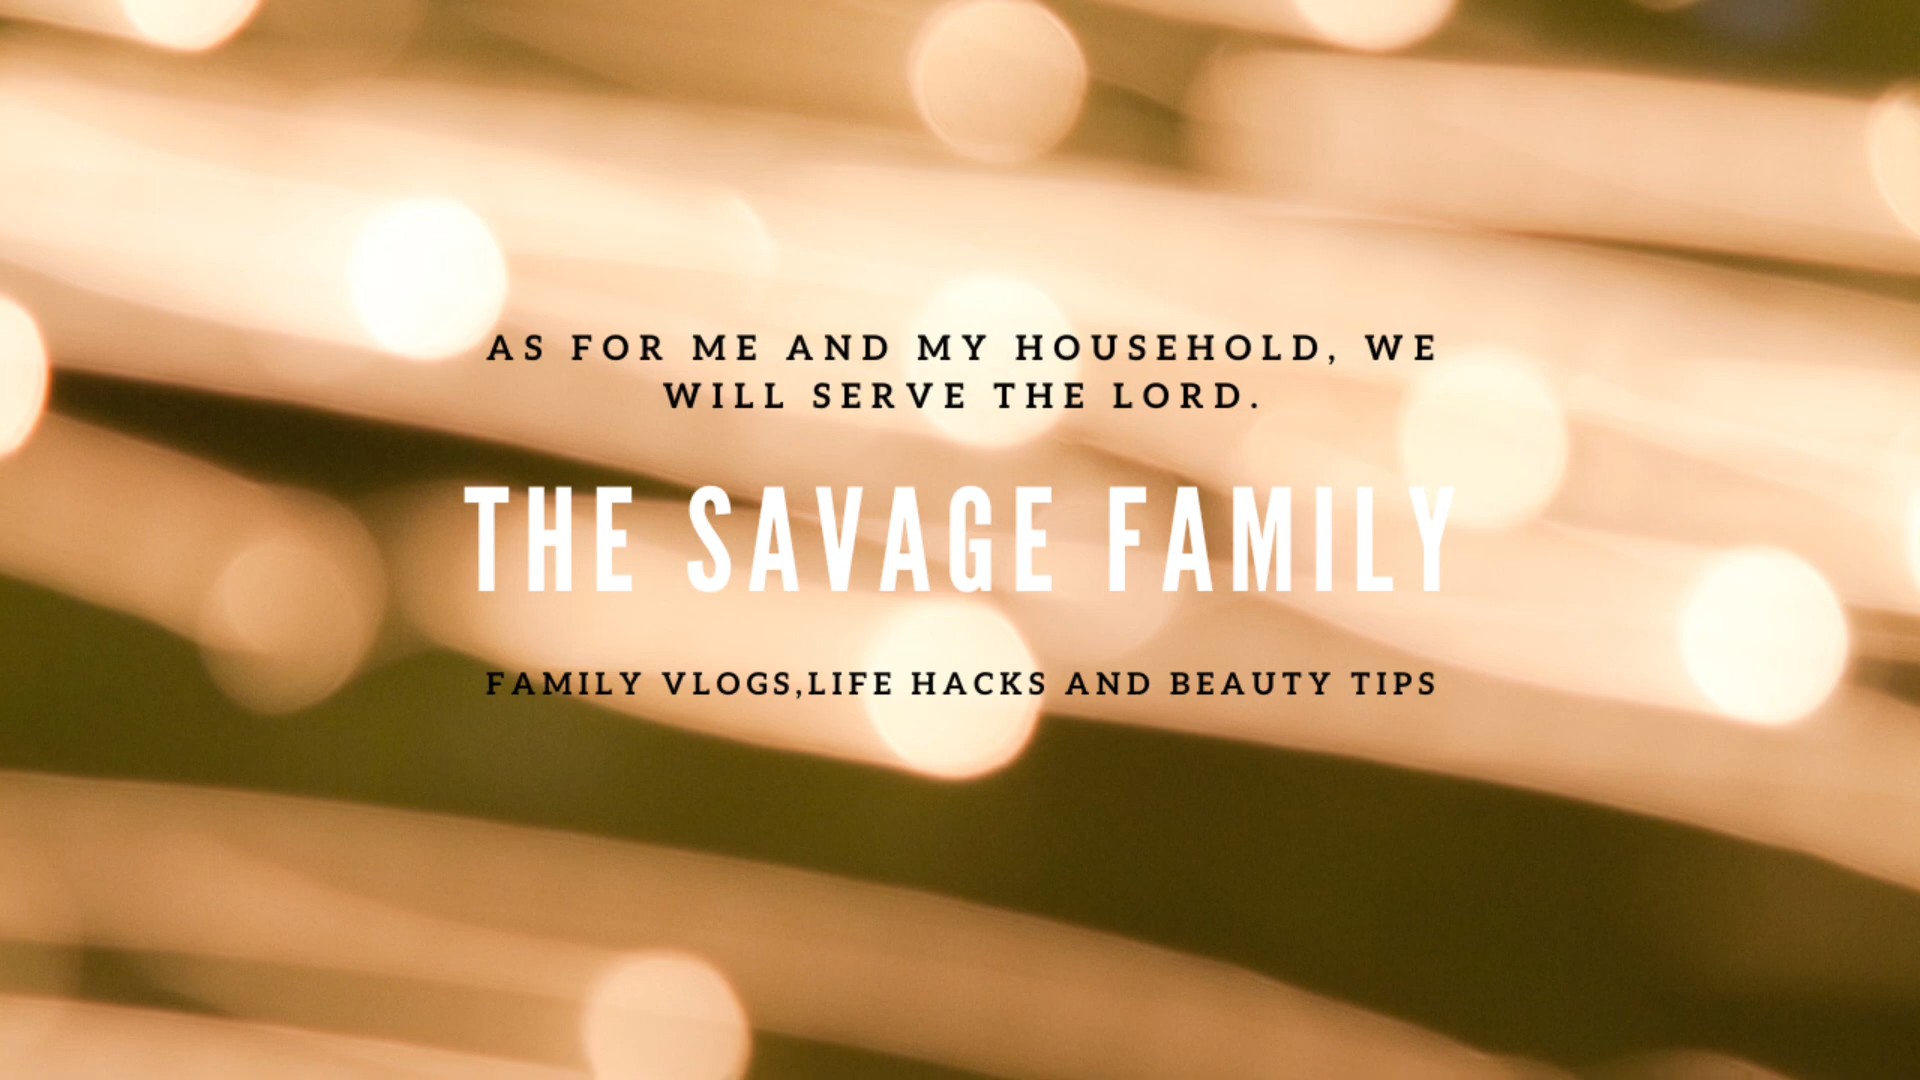 AS FOR ME AND MY HOUSEHOLD, WE
WILL SERVE THE LORD.
THE SAVAGE FAMILY
FAMILY VLOGS,LIFE HACKS AND BEAUTY TIPS